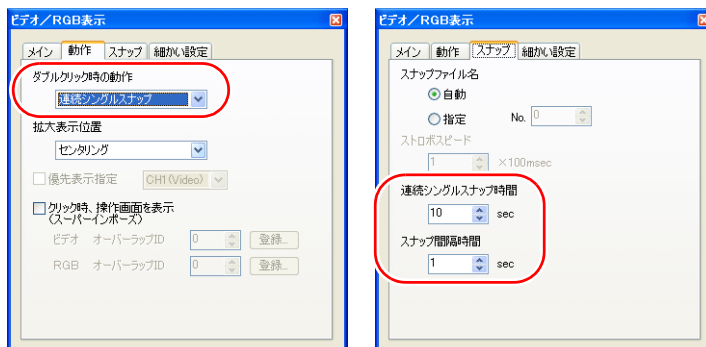 ビデオ／RGB表示
メイン 動作 スナップ 細かい設定
ダブルクリック時の動作
連続シングルスナップ
拡大表示位置
センタリング
優先表示指定 CH1(Video)
クリック時、操作画面を表示
(スーパーインポーズ)
ビデオ オーバーラップID 0 登録...
RGB オーバーラップID 0 登録...
ビデオ／RGB表示
メイン 動作 スナップ 細かい設定
スナップファイル名
自動
指定 No. 0
ストロボスピード
1 ×100msec
連続シングルスナップ時間
10 sec
スナップ間隔時間
1 sec